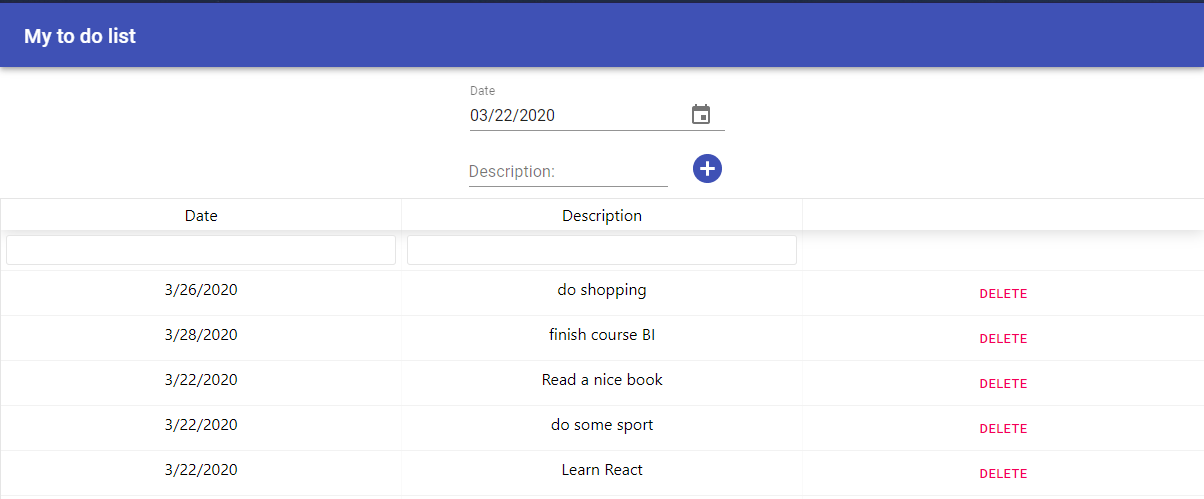 My to do list
Date
03/22/2020
Description:
Date Description
3/26/2020 do shopping DELETE
3/28/2020 finish course BI DELETE
3/22/2020 Read a nice book DELETE
3/22/2020 do some sport DELETE
3/22/2020 Learn React DELETE